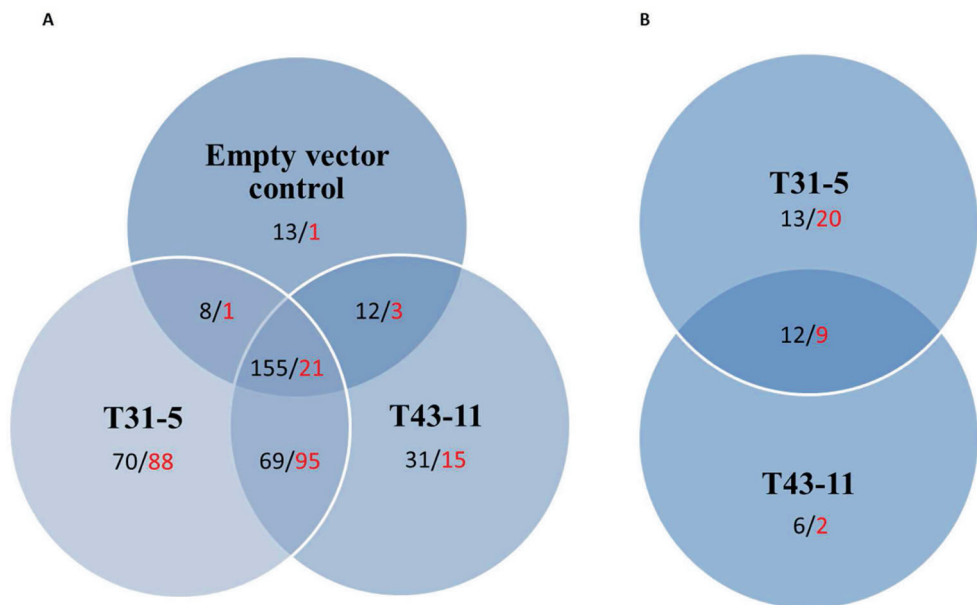 A
B
Empty vector
control
13/1
8/1
12/3
155/21
T31-5
70/88
69/95
T43-11
31/15
T31-5
13/20
12/9
T43-11
6/2